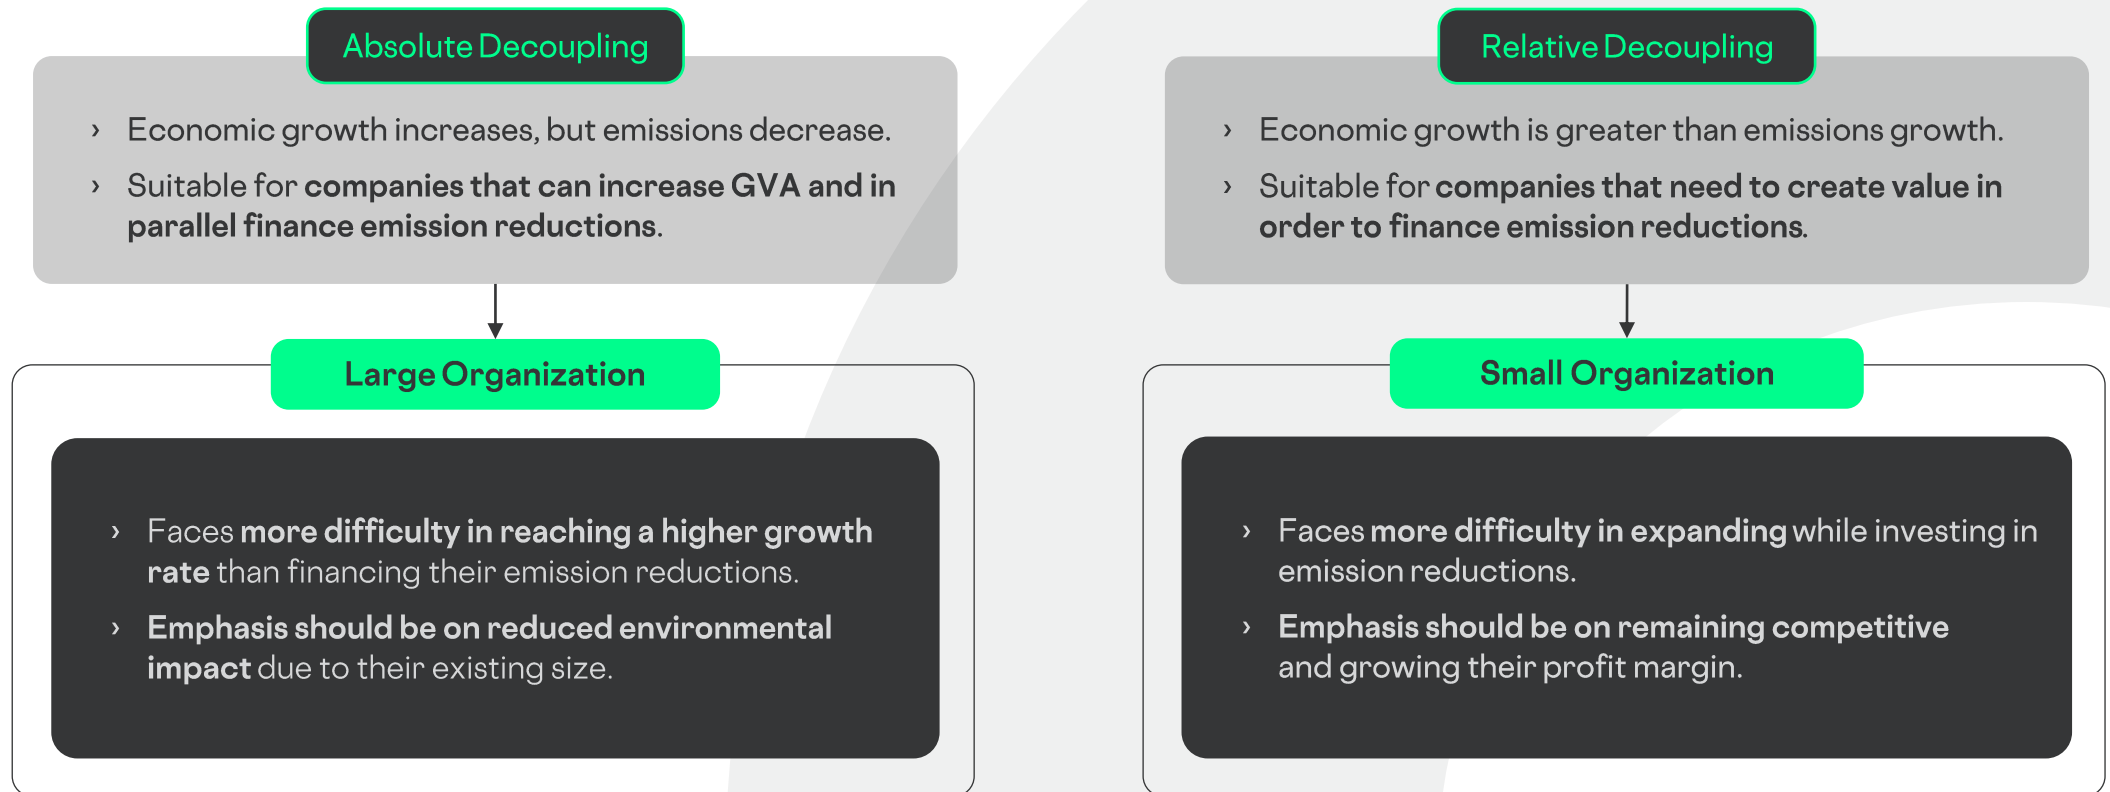 Absolute Decoupling
› Economic growth increases, but emissions decrease.
› Suitable for companies that can increase GVA and in
parallel finance emission reductions.
Large Organization
› Faces more difficulty in reaching a higher growth
rate than financing their emission reductions.
› Emphasis should be on reduced environmental
impact due to their existing size.
Relative Decoupling
› Economic growth is greater than emissions growth.
› Suitable for companies that need to create value in
order to finance emission reductions.
Small Organization
› Faces more difficulty in expanding while investing in
emission reductions.
› Emphasis should be on remaining competitive
and growing their profit margin.